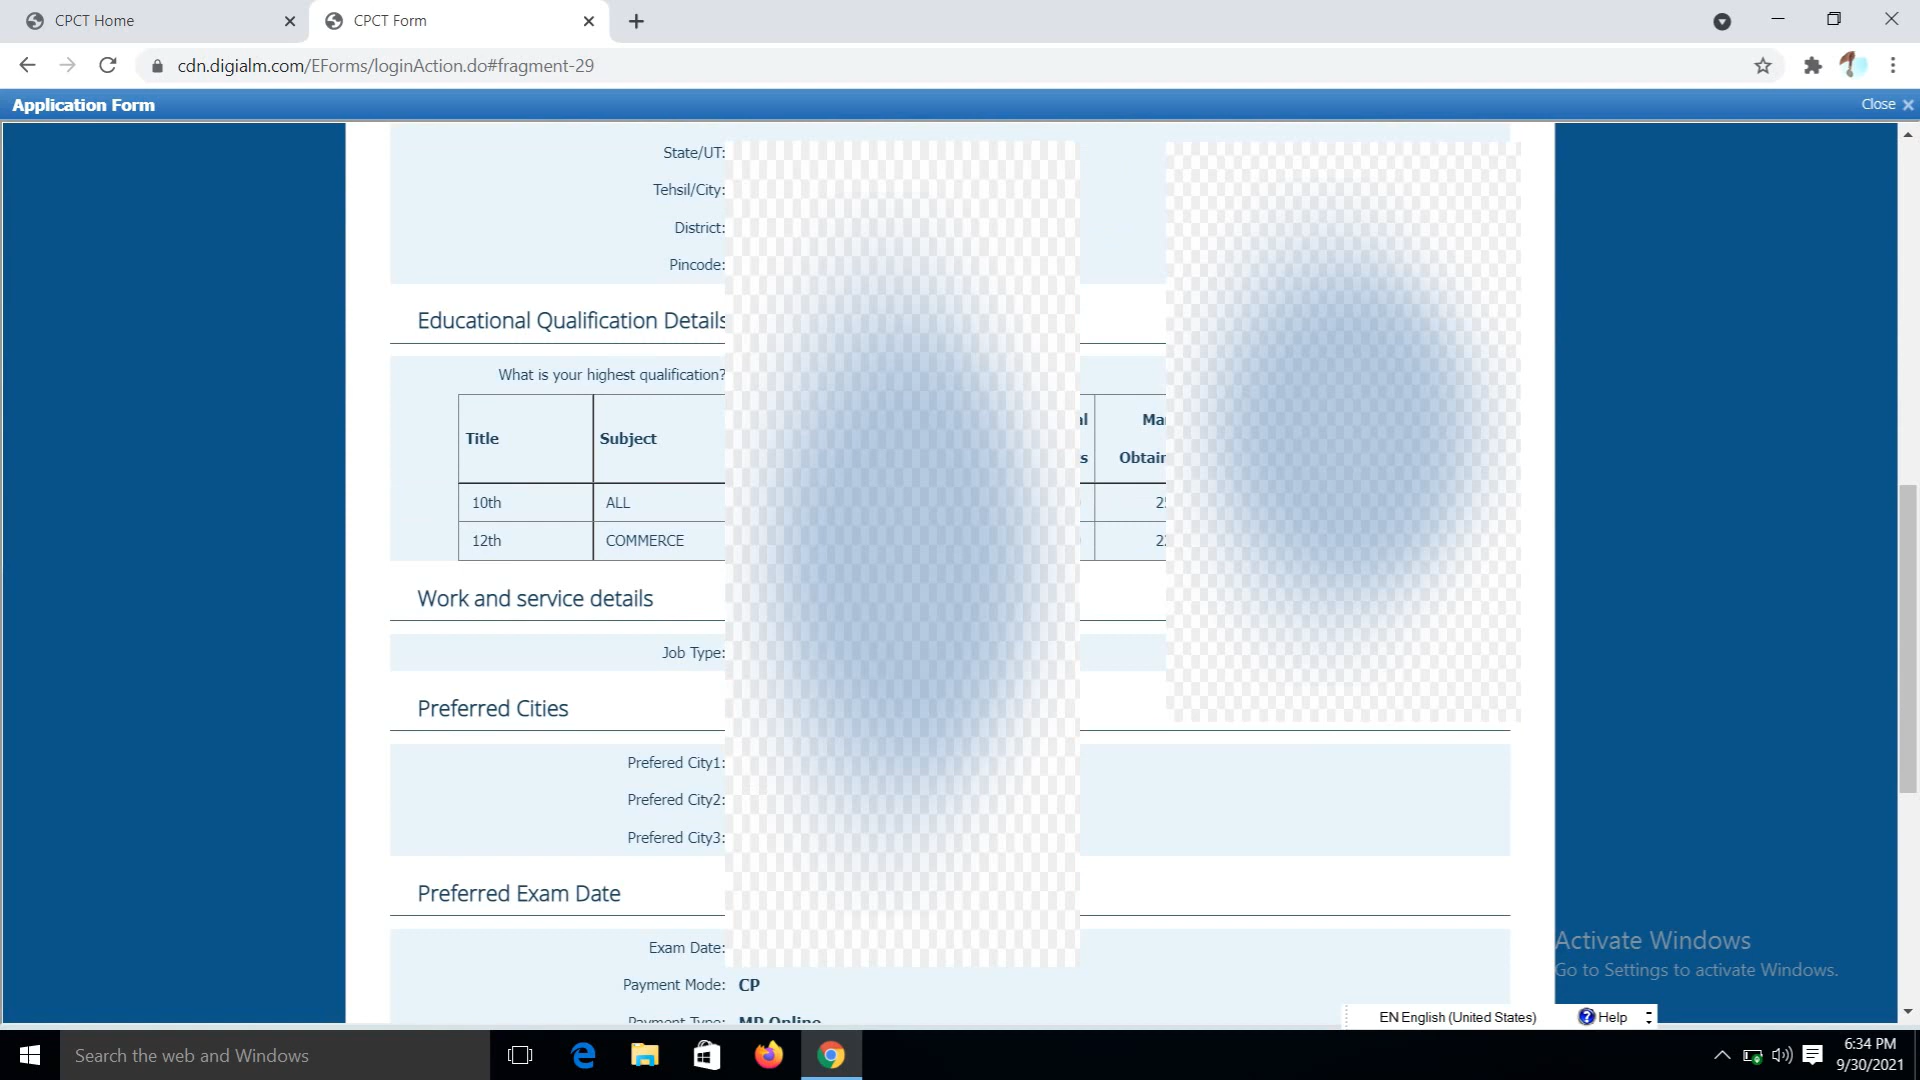 CPCT Home
CPCT Form
cdn.digialm.com/EForms/loginAction.do#fragment-29
Application Form
Close
State/UT:
Tehsil/City:
District:
Pincode:
Educational Qualification Details
What is your highest qualification?
Title Subject
10th ALL
12th COMMERCE
Work and service details
Job Type:
Preferred Cities
Prefered City1:
Prefered City2:
Prefered City3:
Preferred Exam Date
Exam Date:
Payment Mode: CP
Payment Type: MP Online
Activate Windows
Go to Settings to activate Windows.
EN English (United States) Help
Search the web and Windows
6:34 PM
9/30/2021